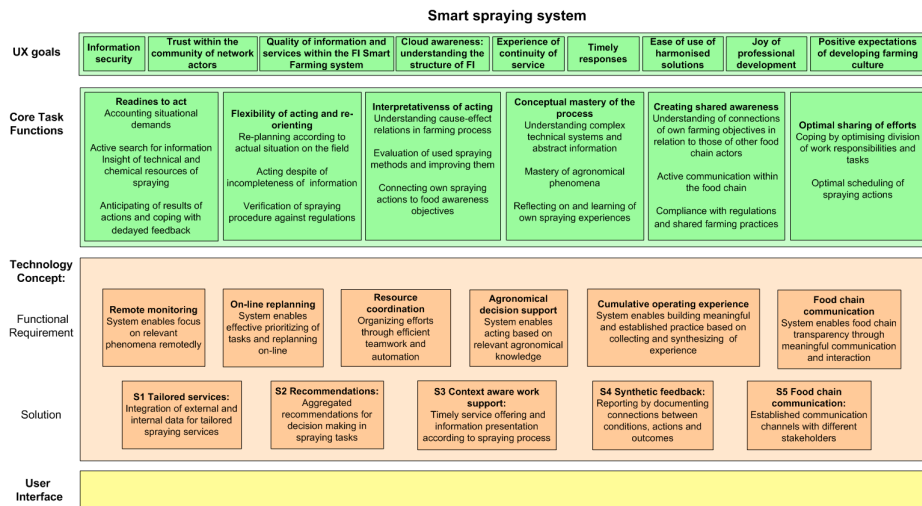 Smart spraying system
UX goals
Information
security
Trust within the
community of network
actors
Quality of information and
services within the FI Smart
Farming system
Cloud awareness:
understanding the
structure of FI
Experience of
continuity of
service
Timely
responses
Ease of use of
harmonised
solutions
Joy of
professional
development
Positive expectations
of developing farming
culture
Core Task
Functions
Readines to act
Accounting situational
demands
Active search for information
Insight of technical and
chemical resources of
spraying
Anticipating of results of
actions and coping with
dedayed feedback
Flexibility of acting and re-
orienting
Re-planning according to
actual situation on the field
Acting despite of
incompleteness of information
Verification of spraying
procedure against regulations
Interpretativenss of acting
Understanding cause-effect
relations in farming process
Evaluation of used spraying
methods and improving them
Connecting own spraying
actions to food awareness
objectives
Conceptual mastery of the
process
Understanding complex
technical systems and
abstract information
Mastery of agronomical
phenomena
Reflecting on and learning of
own spraying experiences
Creating shared awareness
Understanding of connections
of own farming objectives in
relation to those of other food
chain actors
Active communication within
the food chain
Compliance with regulations
and shared farming practices
Optimal sharing of efforts
Coping by optimising division
of work responsibilities and
tasks
Optimal scheduling of
spraying actions
Technology
Concept:
Functional
Requirement
Remote monitoring
System enables focus
on relevant
phenomena remotedly
On-line replanning
System enables
effective prioritizing of
tasks and replanning
on-line
Resource
coordination
Organizing efforts
through efficient
teamwork and
automation
Agronomical
decision support
System enables
acting based on
relevant agronomical
knowledge
Cumulative operating experience
System enables building meaningful
and established practice based on
collecting and synthesizing of
experience
Food chain
communication
System enables food chain
transparency through
meaningful communication
and interaction
Solution
S1 Tailored services:
Integration of external and
internal data for tailored
spraying services
S2 Recommendations:
Aggregated
recommendations for
decision making in
spraying tasks
S3 Context aware work
support:
Timely service offering and
information presentation
according to spraying process
S4 Synthetic feedback:
Reporting by documenting
connections between
conditions, actions and
outcomes
S5 Food chain
communication:
Established communication
channels with different
stakeholders
User
Interface